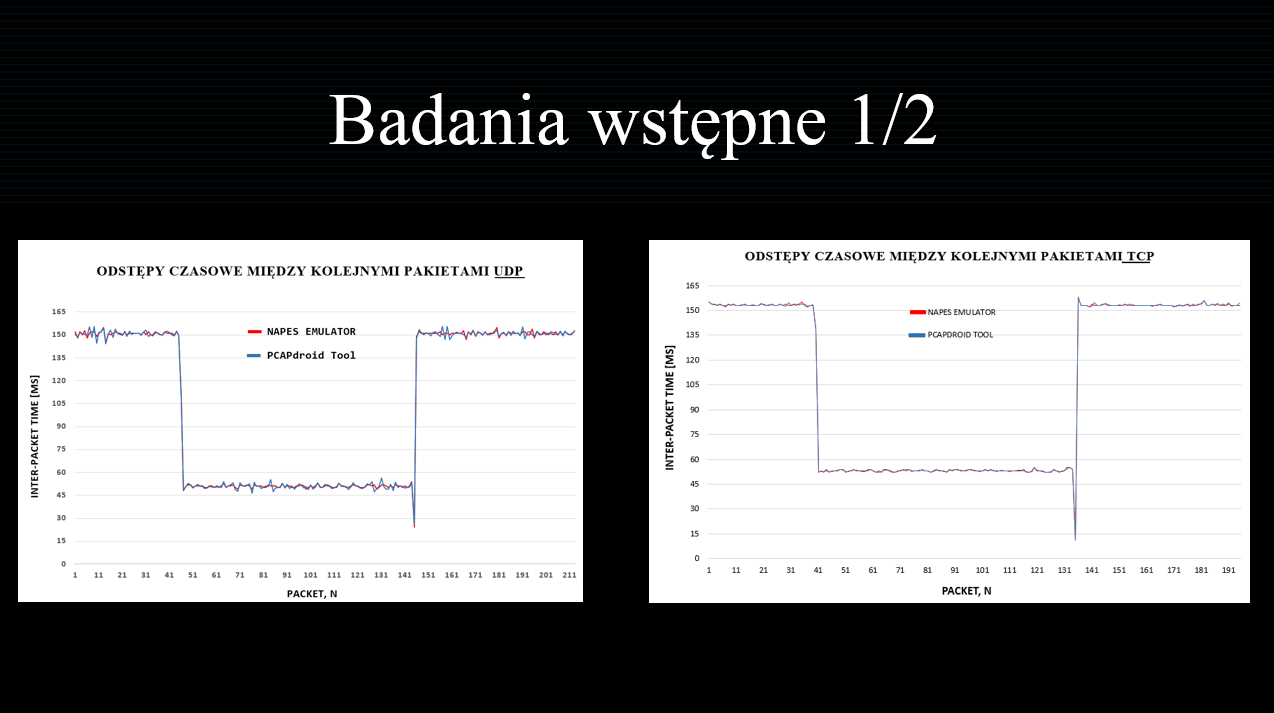 Badania wstępne 1/2
ODSTĘPY CZASOWE MIĘDZY KOLEJNYMI PAKIETAMI UDP
165
150
135
120
105
90
75
60
45
30
15
0
INTER-PACKET TIME [MS]
NAPES EMULATOR
PCAPdroid Tool
1 11 21 31 41 51 61 71 81 91 101 111 121 131 141 151 161 171 181 191 201 211
PACKET, N
ODSTĘPY CZASOWE MIĘDZY KOLEJNYMI PAKIETAMI TCP
165
150
135
120
105
90
75
60
45
30
15
0
INTER-PACKET TIME [MS]
NAPES EMULATOR
PCAPDROID TOOL
1 11 21 31 41 51 61 71 81 91 101 111 121 131 141 151 161 171 181 191
PACKET, N